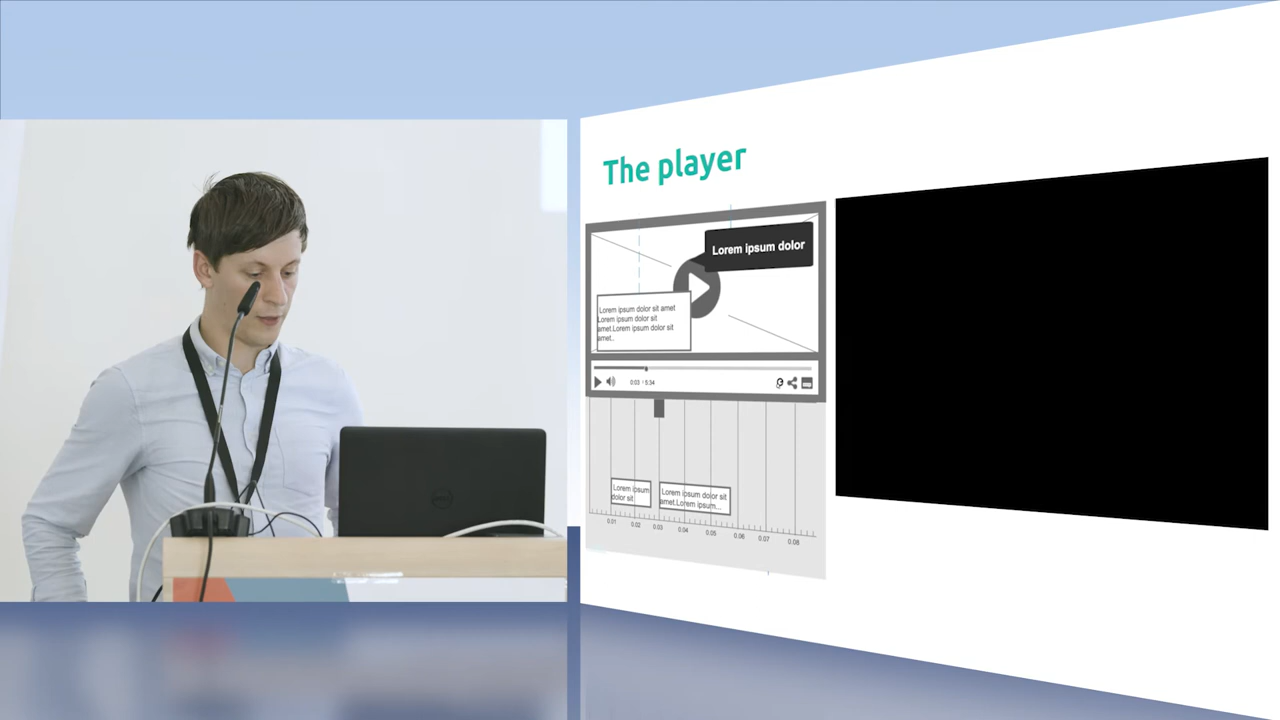 The player
Lorem ipsum dolor
Lorem ipsum dolor sit amet
Lorem ipsum dolor sit
amet.Lorem ipsum dolor sit
amet..
0:03 / 5:34
Lorem ipsum
dolor sit
Lorem ipsum dolor sit
amet.Lorem ipsum...
0.01 0.02 0.03 0.04 0.05 0.06 0.07 0.08